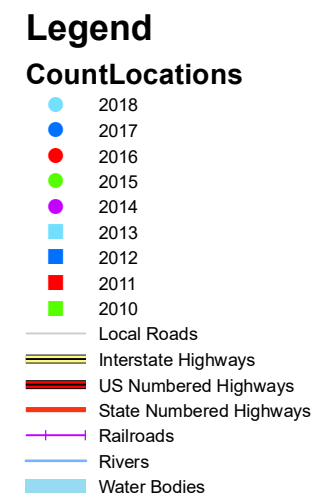 Legend
CountLocations
2018
2017
2016
2015
2014
2013
2012
2011
2010
Local Roads
Interstate Highways
US Numbered Highways
State Numbered Highways
Railroads
Rivers
Water Bodies